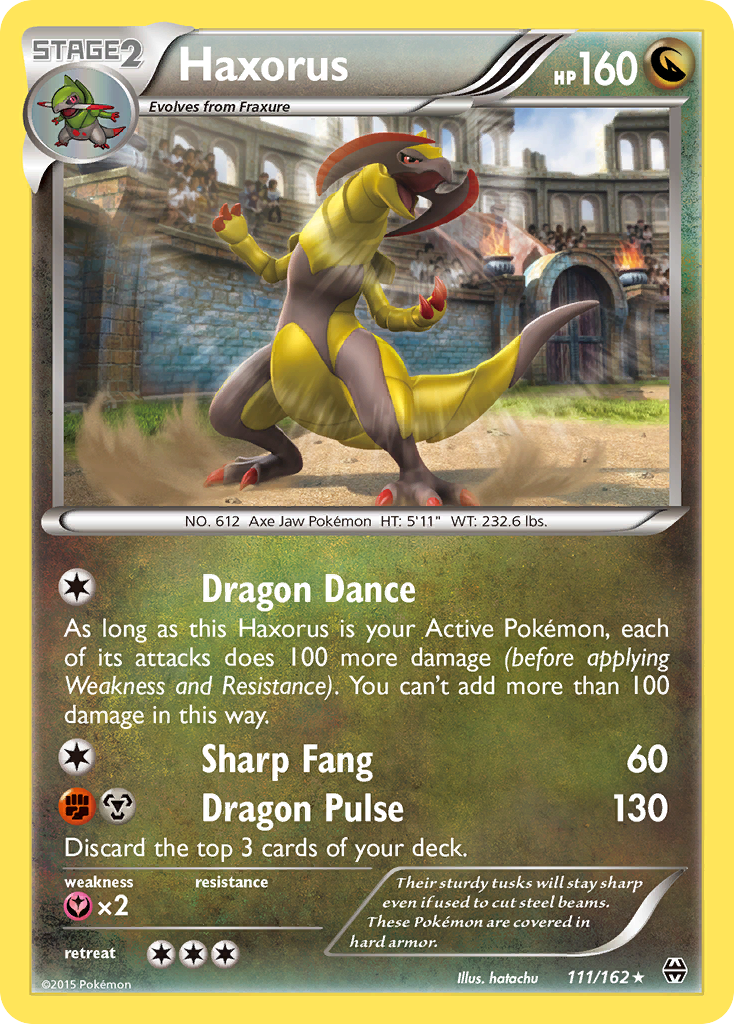 STAGE2
Haxorus
HP160
Evolves from Fraxure
NO. 612 Axe Jaw Pokémon HT: 5'11" WT: 232.6 lbs.
Dragon Dance
As long as this Haxorus is your Active Pokémon, each
of its attacks does 100 more damage (before applying
Weakness and Resistance). You can't add more than 100
damage in this way.
Sharp Fang 60
Dragon Pulse 130
Discard the top 3 cards of your deck.
weakness resistance
×2
Their sturdy tusks will stay sharp
even if used to cut steel beams.
These Pokémon are covered in
hard armor.
retreat
©2015 Pokémon
Illus. hatachu
111/162★